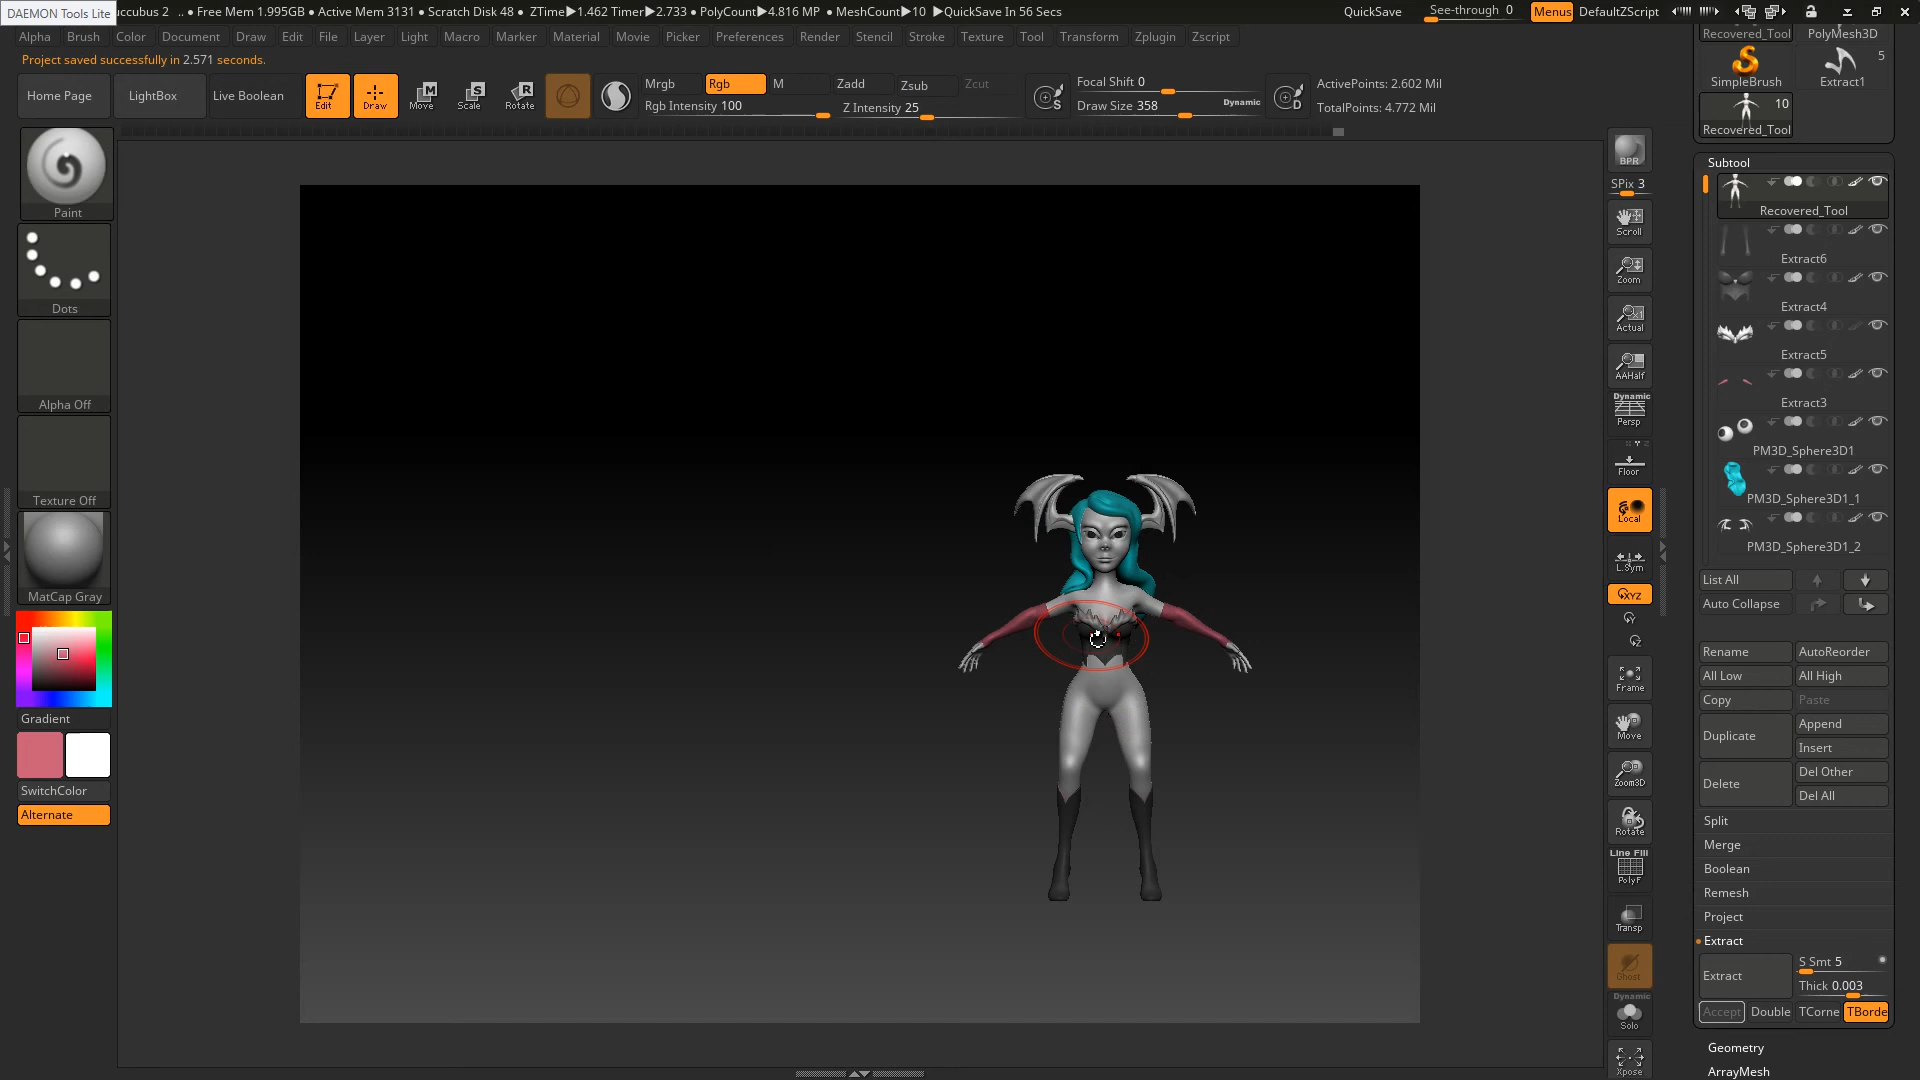 DAEMON Tools Lite
uccubus 2 .. ● Free Mem 1.995GB ● Active Mem 3131 ● Scratch Disk 48 ● ZTime▶1.462 Timer▶2.733 ● PolyCount▶4.816 MP ● MeshCount▶10 ▶QuickSave In 56 Secs QuickSave See-through 0 Menus DefaultZScript
Alpha Brush Color Document Draw Edit File Layer Light Macro Marker Material Movie Picker Preferences Render Stencil Stroke Texture Tool Transform Zplugin Zscript
Project saved successfully in 2.571 seconds.
Home Page LightBox Live Boolean Edit Draw Move Scale Rotate
Mrgb Rgb M Zadd Zsub Zcut
Rgb Intensity 100 Z Intensity 25
Focal Shift 0
Draw Size 358 Dynamic
ActivePoints: 2.602 Mil
TotalPoints: 4.772 Mil
Paint
Dots
Alpha Off
Texture Off
MatCap Gray
Gradient
SwitchColor
Alternate
BPR
SPix 3
Scroll
Zoom
Actual
AAHalf
Dynamic
Persp
Floor
Local
L.Sym
XYZ
Frame
Move
Zoom3D
Rotate
Line Fill
PolyF
Transp
Ghost
Dynamic
Solo
Xpose
Recovered_Tool PolyMesh3D
SimpleBrush Extract1 5
10
Recovered_Tool
Subtool
Recovered_Tool
Extract6
Extract4
Extract5
Extract3
PM3D_Sphere3D1
PM3D_Sphere3D1_1
PM3D_Sphere3D1_2
List All
Auto Collapse
Rename AutoReorder
All Low All High
Copy Paste
Duplicate Append
Insert
Delete Del Other
Del All
Split
Merge
Boolean
Remesh
Project
Extract
Extract S Smt 5
Thick 0.003
Accept Double TCorne TBorde
Geometry
ArrayMesh